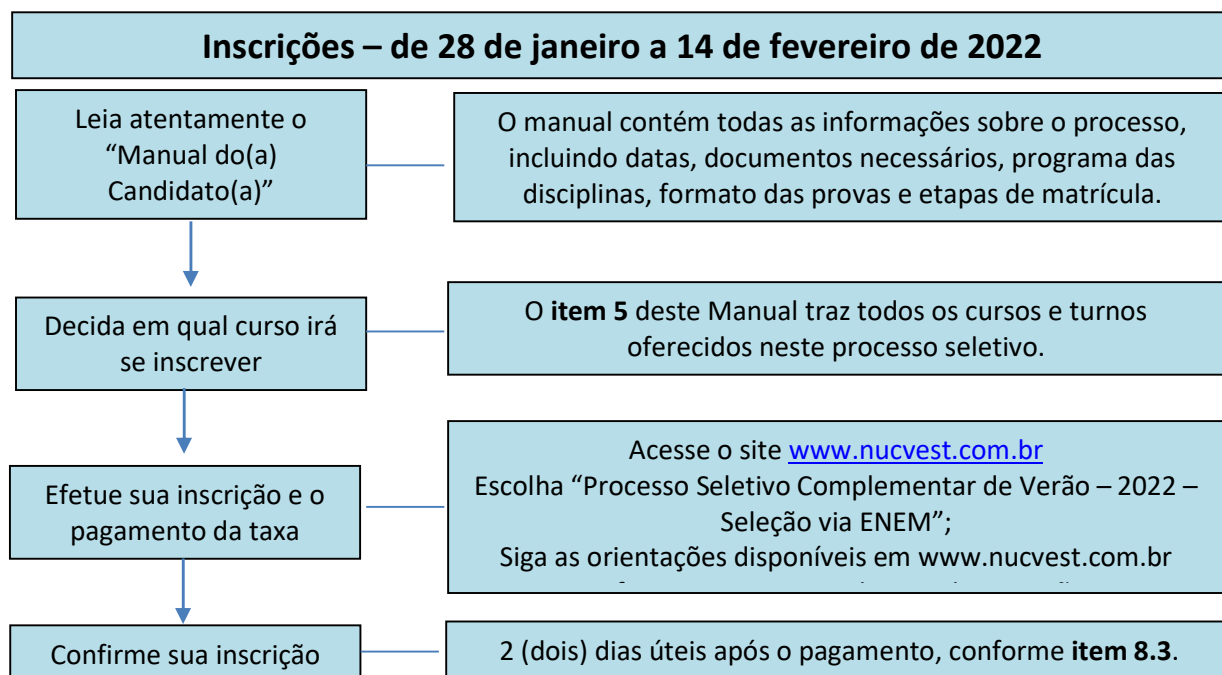 Inscrições – de 28 de janeiro a 14 de fevereiro de 2022
Leia atentamente o
“Manual do(a)
Candidato(a)”
O manual contém todas as informações sobre o processo,
incluindo datas, documentos necessários, programa das
disciplinas, formato das provas e etapas de matrícula.
Decida em qual curso irá
se inscrever
O item 5 deste Manual traz todos os cursos e turnos
oferecidos neste processo seletivo.
Efetue sua inscrição e o
pagamento da taxa
Acesse o site www.nucvest.com.br
Escolha “Processo Seletivo Complementar de Verão – 2022 –
Seleção via ENEM”;
Siga as orientações disponíveis em www.nucvest.com.br
Confirme sua inscrição
2 (dois) dias úteis após o pagamento, conforme item 8.3.